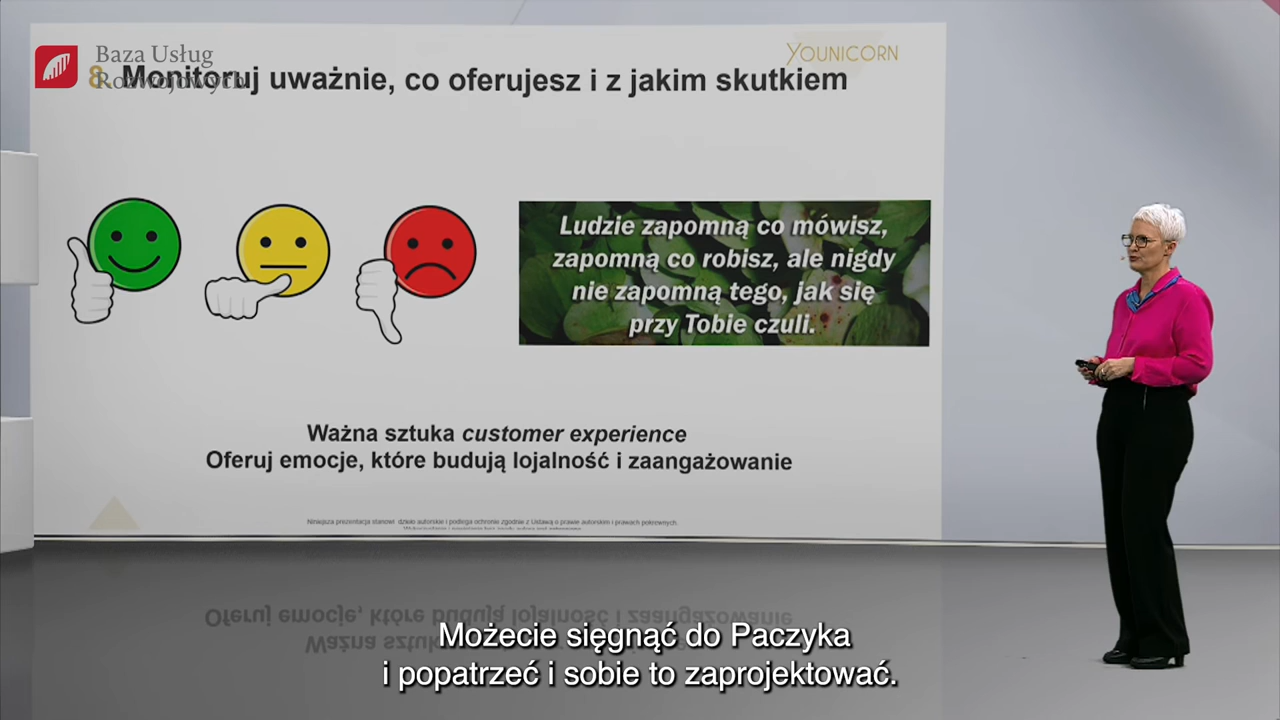 Baza Usług
Rozwojowych
YOUNICORN
8. Monitoruj uważnie, co oferujesz i z jakim skutkiem
Ludzie zapomną co mówisz,
zapomną co robisz, ale nigdy
nie zapomną tego, jak się
przy Tobie czuli.
Ważna sztuka customer experience
Oferuj emocje, które budują lojalność i zaangażowanie
Niniejsza prezentacja stanowi dzieło autorskie i podlega ochronie zgodnie z Ustawą o prawie autorskim i prawach pokrewnych.
Możecie sięgnąć do Paczyka
i popatrzeć i sobie to zaprojektować.